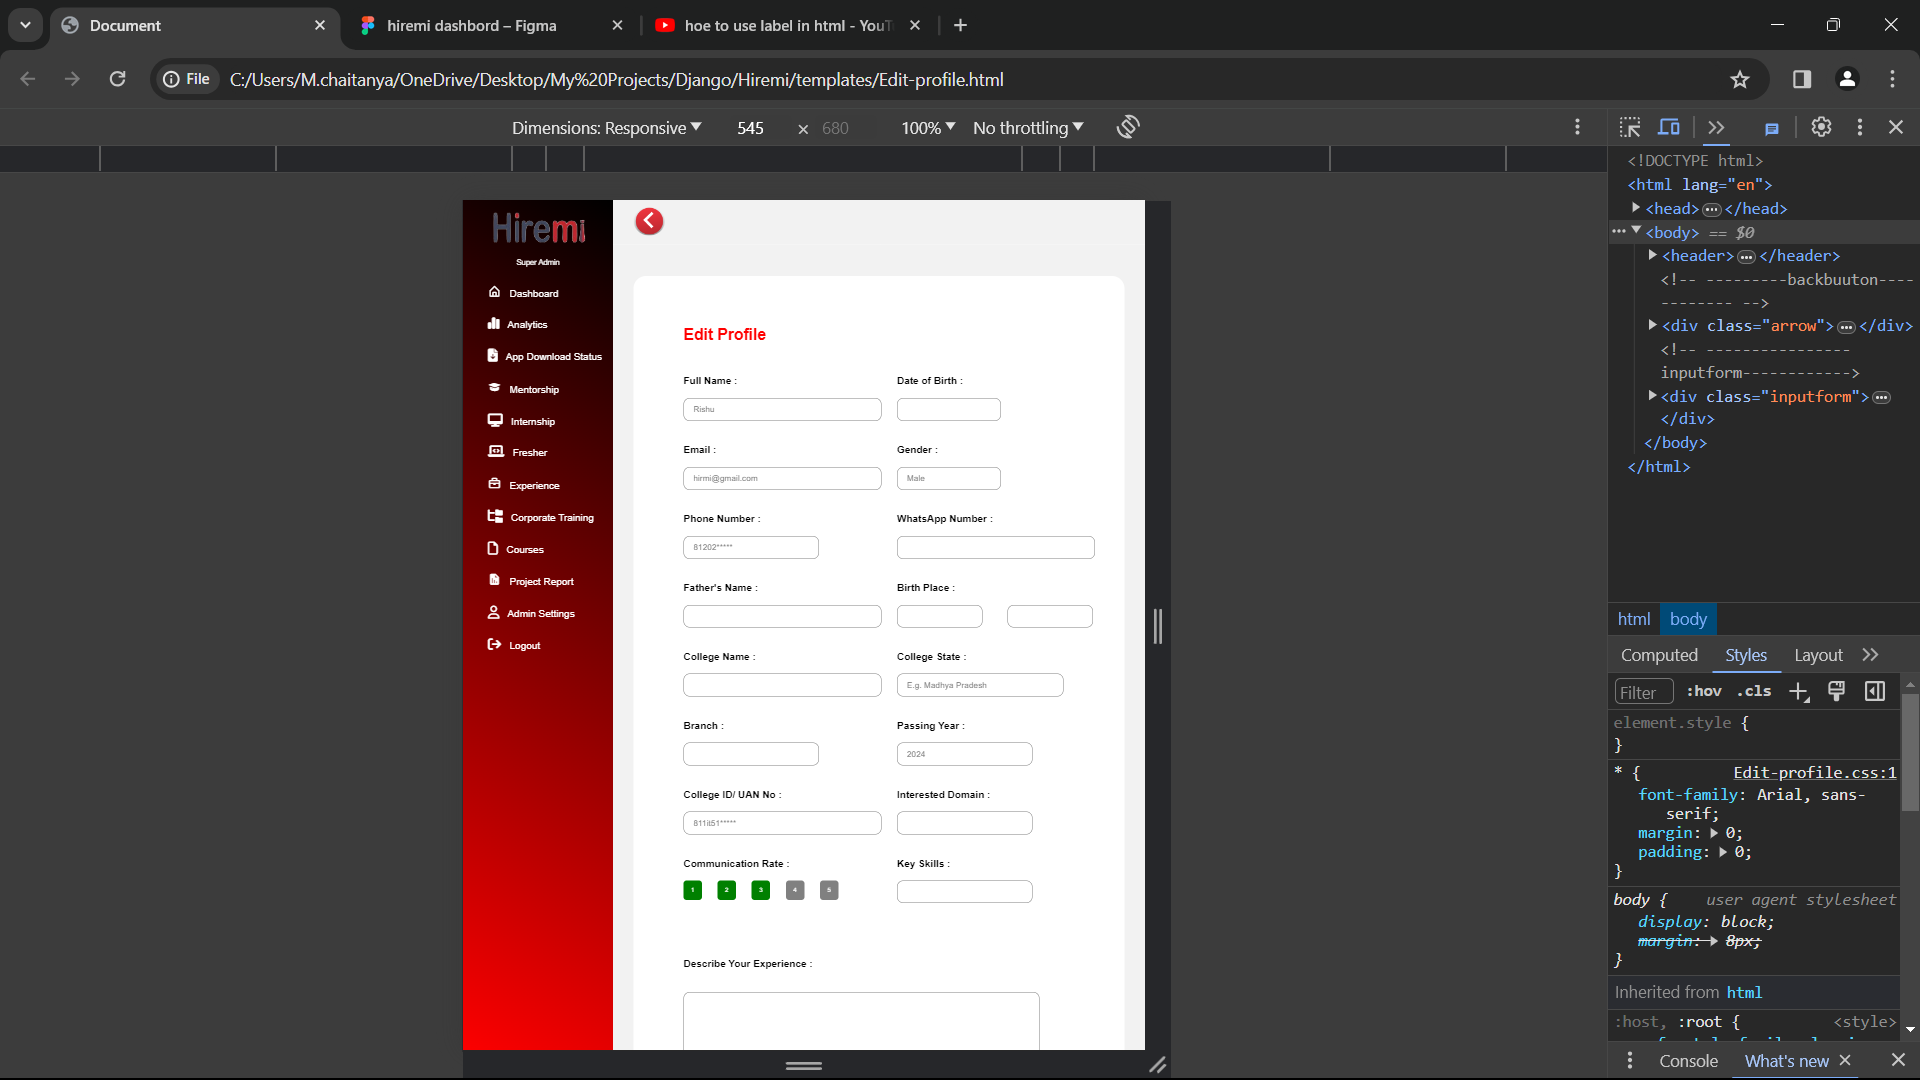 Document
hiremi dashbord – Figma
hoe to use label in html - YouT
File
C:/Users/M.chaitanya/OneDrive/Desktop/My%20Projects/Django/Hiremi/templates/Edit-profile.html
Dimensions: Responsive
545
×
680
100%
No throttling
Hiremi
Super Admin
Dashboard
Analytics
App Download Status
Mentorship
Internship
Fresher
Experience
Corporate Training
Courses
Project Report
Admin Settings
Logout
Edit Profile
Full Name :
Date of Birth :
Rishu
Email :
Gender :
hirmi@gmail.com
Male
Phone Number :
WhatsApp Number :
81202*****
Father's Name :
Birth Place :
College Name :
College State :
E.g. Madhya Pradesh
Branch :
Passing Year :
2024
College ID/ UAN No :
Interested Domain :
811it51*****
Communication Rate :
Key Skills :
1 2 3 4 5
Describe Your Experience :
<!DOCTYPE html>
<html lang="en">
<head> ••• </head>
••• <body> == $0
<header> ••• </header>
<!-- ---------backbuuton----
-------- -->
<div class="arrow"> ••• </div>
<!-- ----------------
inputform------------>
<div class="inputform"> •••
</div>
</body>
</html>
html body
Computed Styles Layout
Filter :hov .cls
element.style {
}
* { Edit-profile.css:1
font-family: Arial, sans-
serif;
margin: 0;
padding: 0;
}
body { user agent stylesheet
display: block;
margin: 8px;
}
Inherited from html
:host, :root { <style>
Console What's new